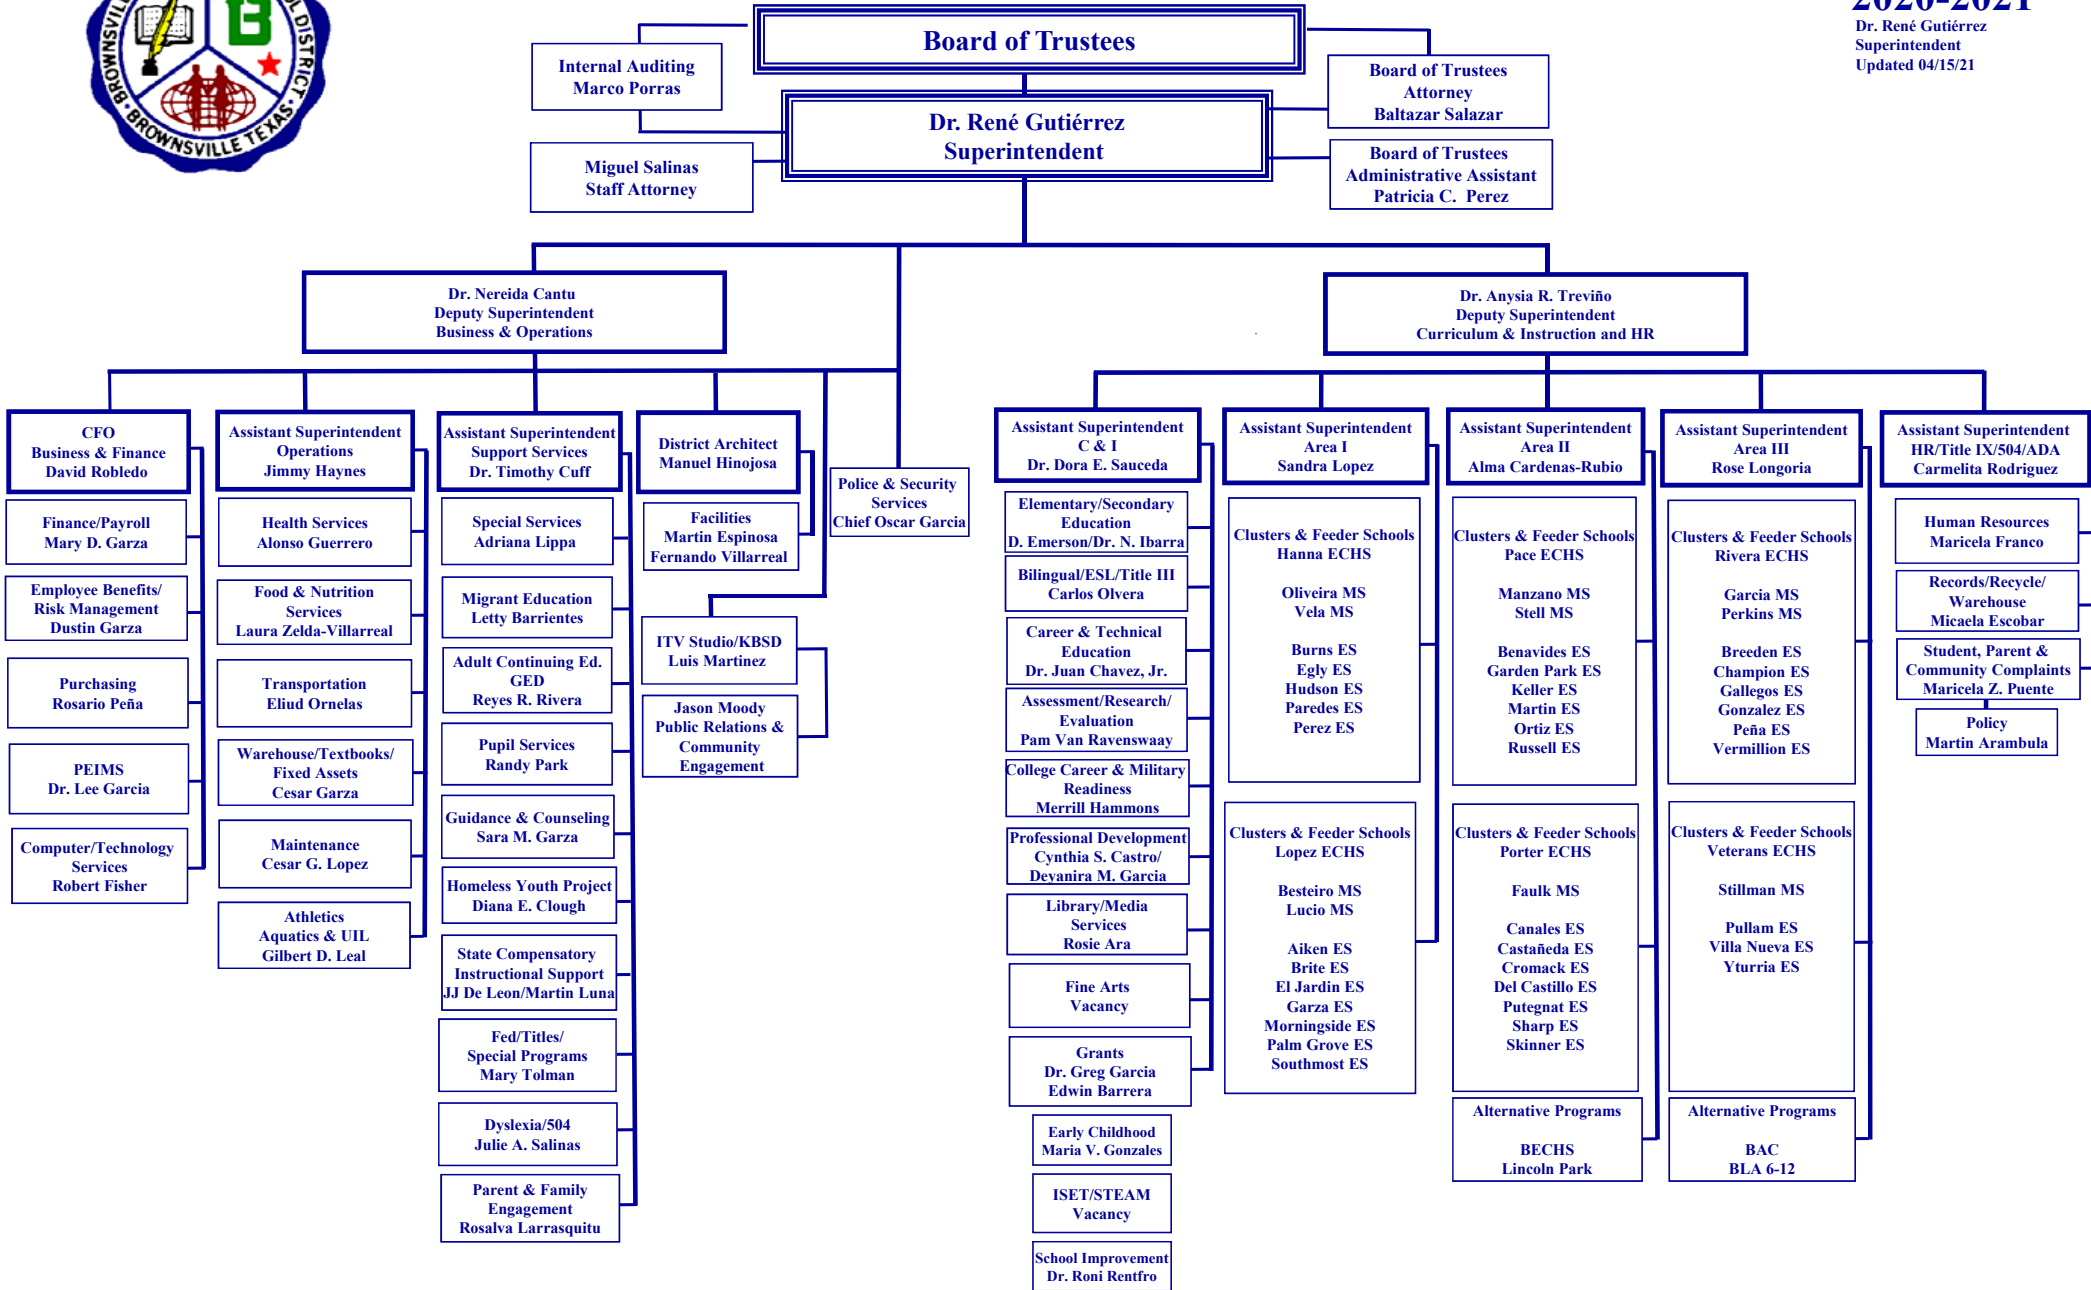 BROWNSVILLE
OL DISTRICT
BROWNSVILLE TEXAS
2020-2021
Dr. René Gutiérrez
Superintendent
Updated 04/15/21
Board of Trustees
Internal Auditing
Marco Porras
Board of Trustees
Attorney
Baltazar Salazar
Dr. René Gutiérrez
Superintendent
Miguel Salinas
Staff Attorney
Board of Trustees
Administrative Assistant
Patricia C. Perez
Dr. Nereida Cantu
Deputy Superintendent
Business & Operations
Dr. Anysia R. Treviño
Deputy Superintendent
Curriculum & Instruction and HR
CFO
Business & Finance
David Robledo
Finance/Payroll
Mary D. Garza
Employee Benefits/
Risk Management
Dustin Garza
Purchasing
Rosario Peña
PEIMS
Dr. Lee Garcia
Computer/Technology
Services
Robert Fisher
Assistant Superintendent
Operations
Jimmy Haynes
Health Services
Alonso Guerrero
Food & Nutrition
Services
Laura Zelda-Villarreal
Transportation
Eliud Ornelas
Warehouse/Textbooks/
Fixed Assets
Cesar Garza
Maintenance
Cesar G. Lopez
Athletics
Aquatics & UIL
Gilbert D. Leal
Assistant Superintendent
Support Services
Dr. Timothy Cuff
Special Services
Adriana Lippa
Migrant Education
Letty Barrientes
Adult Continuing Ed.
GED
Reyes R. Rivera
Pupil Services
Randy Park
Guidance & Counseling
Sara M. Garza
Homeless Youth Project
Diana E. Clough
State Compensatory
Instructional Support
JJ De Leon/Martin Luna
Fed/Titles/
Special Programs
Mary Tolman
Dyslexia/504
Julie A. Salinas
Parent & Family
Engagement
Rosalva Larrasquitu
District Architect
Manuel Hinojosa
Facilities
Martin Espinosa
Fernando Villarreal
ITV Studio/KBSD
Luis Martinez
Jason Moody
Public Relations &
Community
Engagement
Police & Security
Services
Chief Oscar Garcia
Assistant Superintendent
C & I
Dr. Dora E. Sauceda
Elementary/Secondary
Education
D. Emerson/Dr. N. Ibarra
Bilingual/ESL/Title III
Carlos Olvera
Career & Technical
Education
Dr. Juan Chavez, Jr.
Assessment/Research/
Evaluation
Pam Van Ravenswaay
College Career & Military
Readiness
Merrill Hammons
Professional Development
Cynthia S. Castro/
Deyanira M. Garcia
Library/Media
Services
Rosie Ara
Fine Arts
Vacancy
Grants
Dr. Greg Garcia
Edwin Barrera
Early Childhood
Maria V. Gonzales
ISET/STEAM
Vacancy
School Improvement
Dr. Roni Rentfro
Assistant Superintendent
Area I
Sandra Lopez
Clusters & Feeder Schools
Hanna ECHS
Oliveira MS
Vela MS
Burns ES
Egly ES
Hudson ES
Paredes ES
Perez ES
Clusters & Feeder Schools
Lopez ECHS
Besteiro MS
Lucio MS
Aiken ES
Brite ES
El Jardin ES
Garza ES
Morningside ES
Palm Grove ES
Southmost ES
Assistant Superintendent
Area II
Alma Cardenas-Rubio
Clusters & Feeder Schools
Pace ECHS
Manzano MS
Stell MS
Benavides ES
Garden Park ES
Keller ES
Martin ES
Ortiz ES
Russell ES
Clusters & Feeder Schools
Porter ECHS
Faulk MS
Canales ES
Castañeda ES
Cromack ES
Del Castillo ES
Putegnat ES
Sharp ES
Skinner ES
Alternative Programs
BECHS
Lincoln Park
Assistant Superintendent
Area III
Rose Longoria
Clusters & Feeder Schools
Rivera ECHS
Garcia MS
Perkins MS
Breeden ES
Champion ES
Gallegos ES
Gonzalez ES
Peña ES
Vermillion ES
Clusters & Feeder Schools
Veterans ECHS
Stillman MS
Pullam ES
Villa Nueva ES
Yturria ES
Alternative Programs
BAC
BLA 6-12
Assistant Superintendent
HR/Title IX/504/ADA
Carmelita Rodriguez
Human Resources
Maricela Franco
Records/Recycle/
Warehouse
Micaela Escobar
Student, Parent &
Community Complaints
Maricela Z. Puente
Policy
Martin Arambula